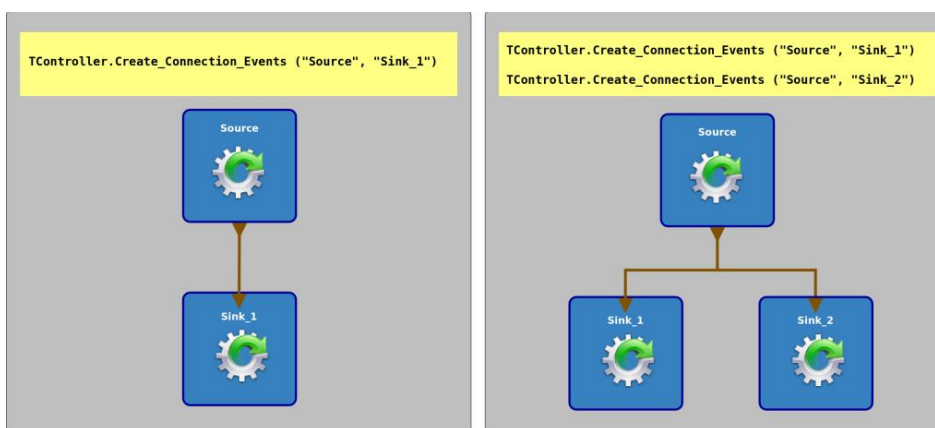 TController.Create_Connection_Events ("Source", "Sink_1")
Source
Sink_1
TController.Create_Connection_Events ("Source", "Sink_1")
TController.Create_Connection_Events ("Source", "Sink_2")
Source
Sink_1
Sink_2